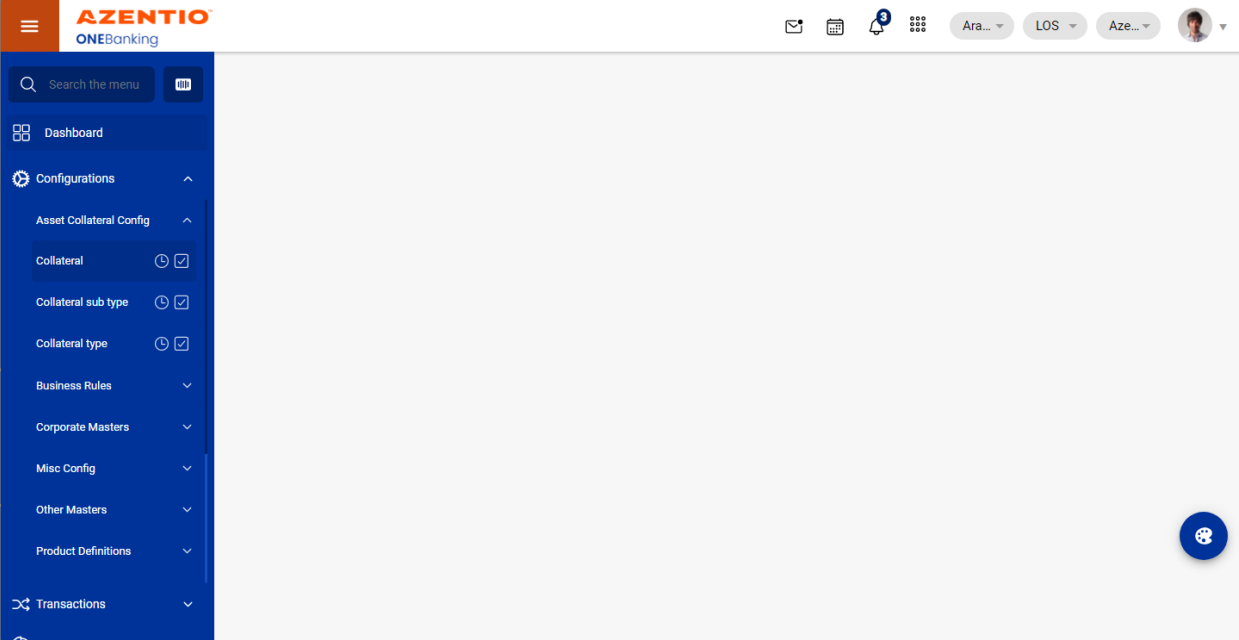 AZENTIO™
ONEBanking
3
Ara...
LOS
Aze...
Search the menu
Dashboard
Configurations
Asset Collateral Config
Collateral
Collateral sub type
Collateral type
Business Rules
Corporate Masters
Misc Config
Other Masters
Product Definitions
Transactions